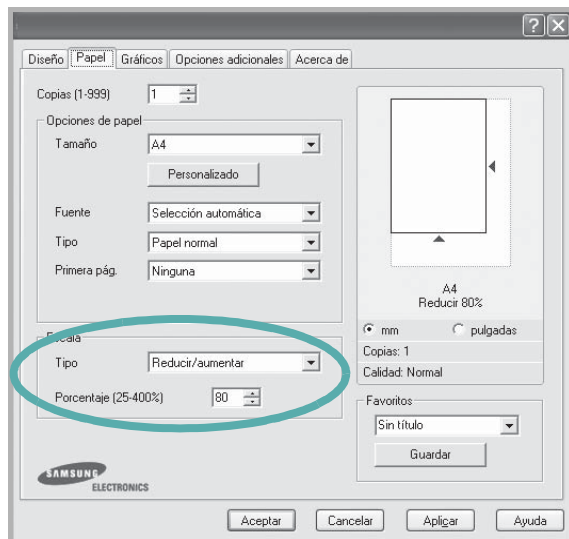 Diseño Papel Gráficos Opciones adicionales Acerca de
Copias (1-999) 1
Opciones de papel
Tamaño A4
Personalizado
Fuente Selección automática
Tipo Papel normal
Primera pág. Ninguna
Escala
Tipo Reducir/aumentar
Porcentaje (25-400%) 80
A4
Reducir 80%
mm pulgadas
Copias: 1
Calidad: Normal
Favoritos
Sin título
Guardar
SAMSUNG
ELECTRONICS
Aceptar Cancelar Aplicar Ayuda